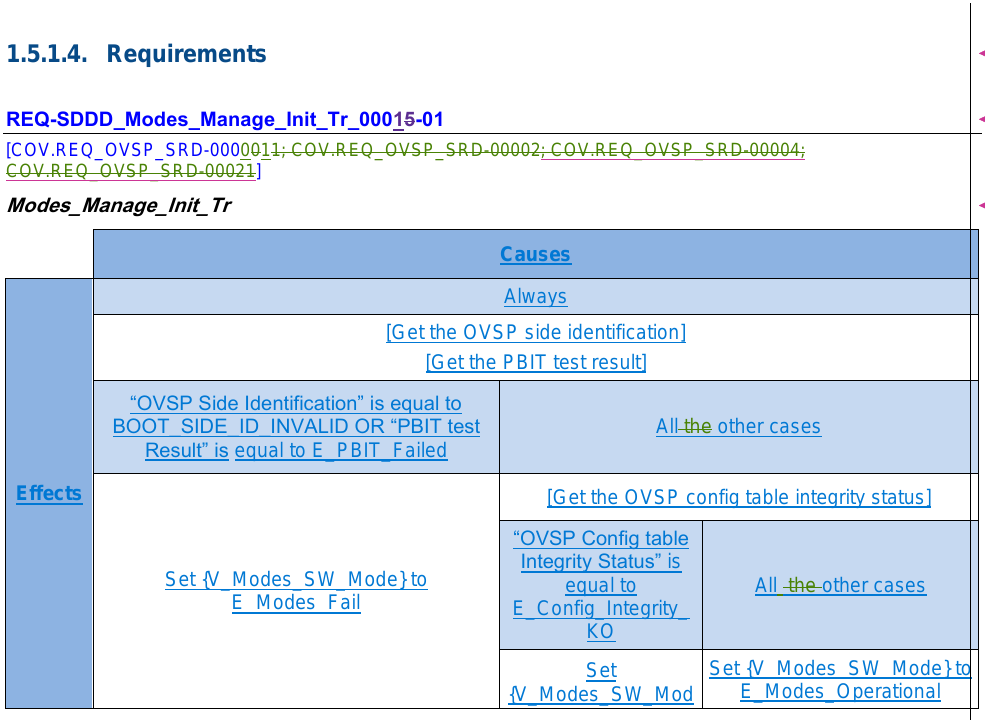 1.5.1.4. Requirements
REQ-SDDD_Modes_Manage_Init_Tr_00015-01
[COV.REQ_OVSP_SRD-0000011; COV.REQ_OVSP_SRD-00002; COV.REQ_OVSP_SRD-00004;
COV.REQ_OVSP_SRD-00021]
Modes_Manage_Init_Tr
Causes
Always
[Get the OVSP side identification]
[Get the PBIT test result]
“OVSP Side Identification” is equal to
BOOT_SIDE_ID_INVALID OR “PBIT test
Result” is equal to E_PBIT_Failed
All the other cases
Effects
[Get the OVSP config table integrity status]
Set {V_Modes_SW_Mode} to
E_Modes_Fail
“OVSP Config table
Integrity Status” is
equal to
E_Config_Integrity_
KO
All the other cases
Set
{V_Modes_SW_Mod
Set {V_Modes_SW_Mode} to
E_Modes_Operational